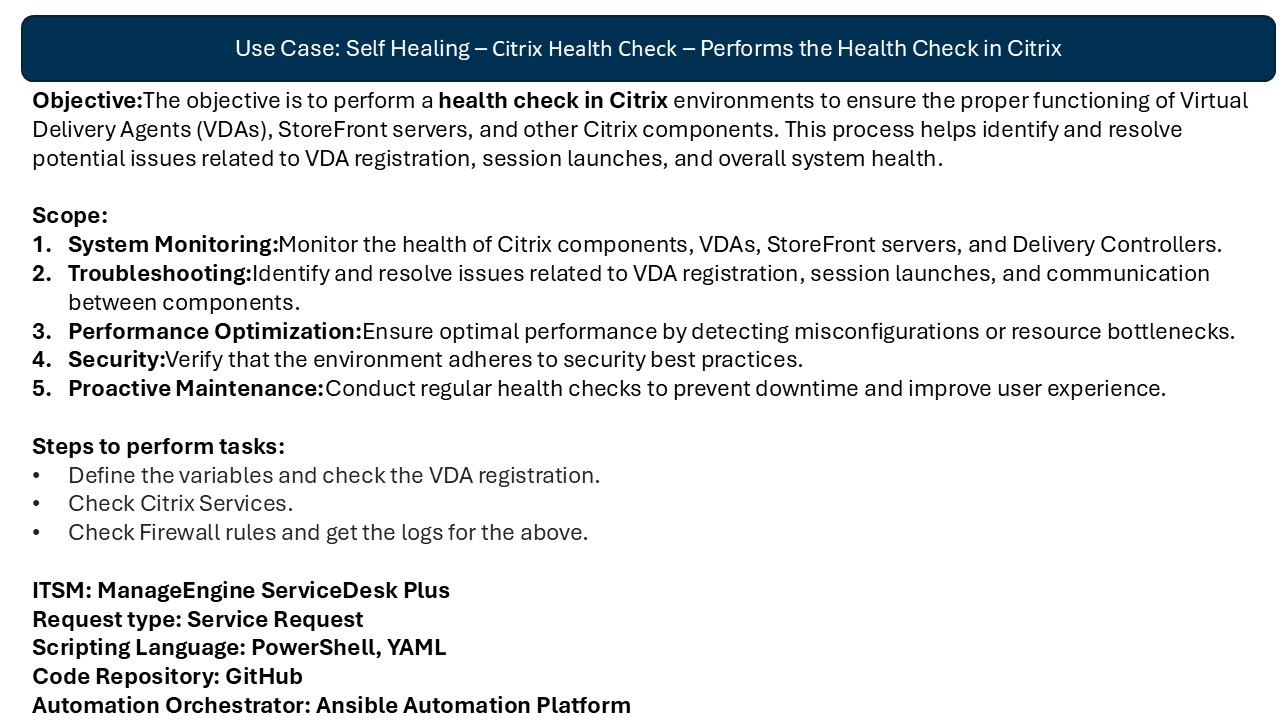 Use Case: Self Healing – Citrix Health Check – Performs the Health Check in Citrix
Objective:The objective is to perform a health check in Citrix environments to ensure the proper functioning of Virtual
Delivery Agents (VDAs), StoreFront servers, and other Citrix components. This process helps identify and resolve
potential issues related to VDA registration, session launches, and overall system health.
Scope:
1. System Monitoring:Monitor the health of Citrix components, VDAs, StoreFront servers, and Delivery Controllers.
2. Troubleshooting:Identify and resolve issues related to VDA registration, session launches, and communication
between components.
3. Performance Optimization:Ensure optimal performance by detecting misconfigurations or resource bottlenecks.
4. Security:Verify that the environment adheres to security best practices.
5. Proactive Maintenance:Conduct regular health checks to prevent downtime and improve user experience.
Steps to perform tasks:
• Define the variables and check the VDA registration.
• Check Citrix Services.
• Check Firewall rules and get the logs for the above.
ITSM: ManageEngine ServiceDesk Plus
Request type: Service Request
Scripting Language: PowerShell, YAML
Code Repository: GitHub
Automation Orchestrator: Ansible Automation Platform